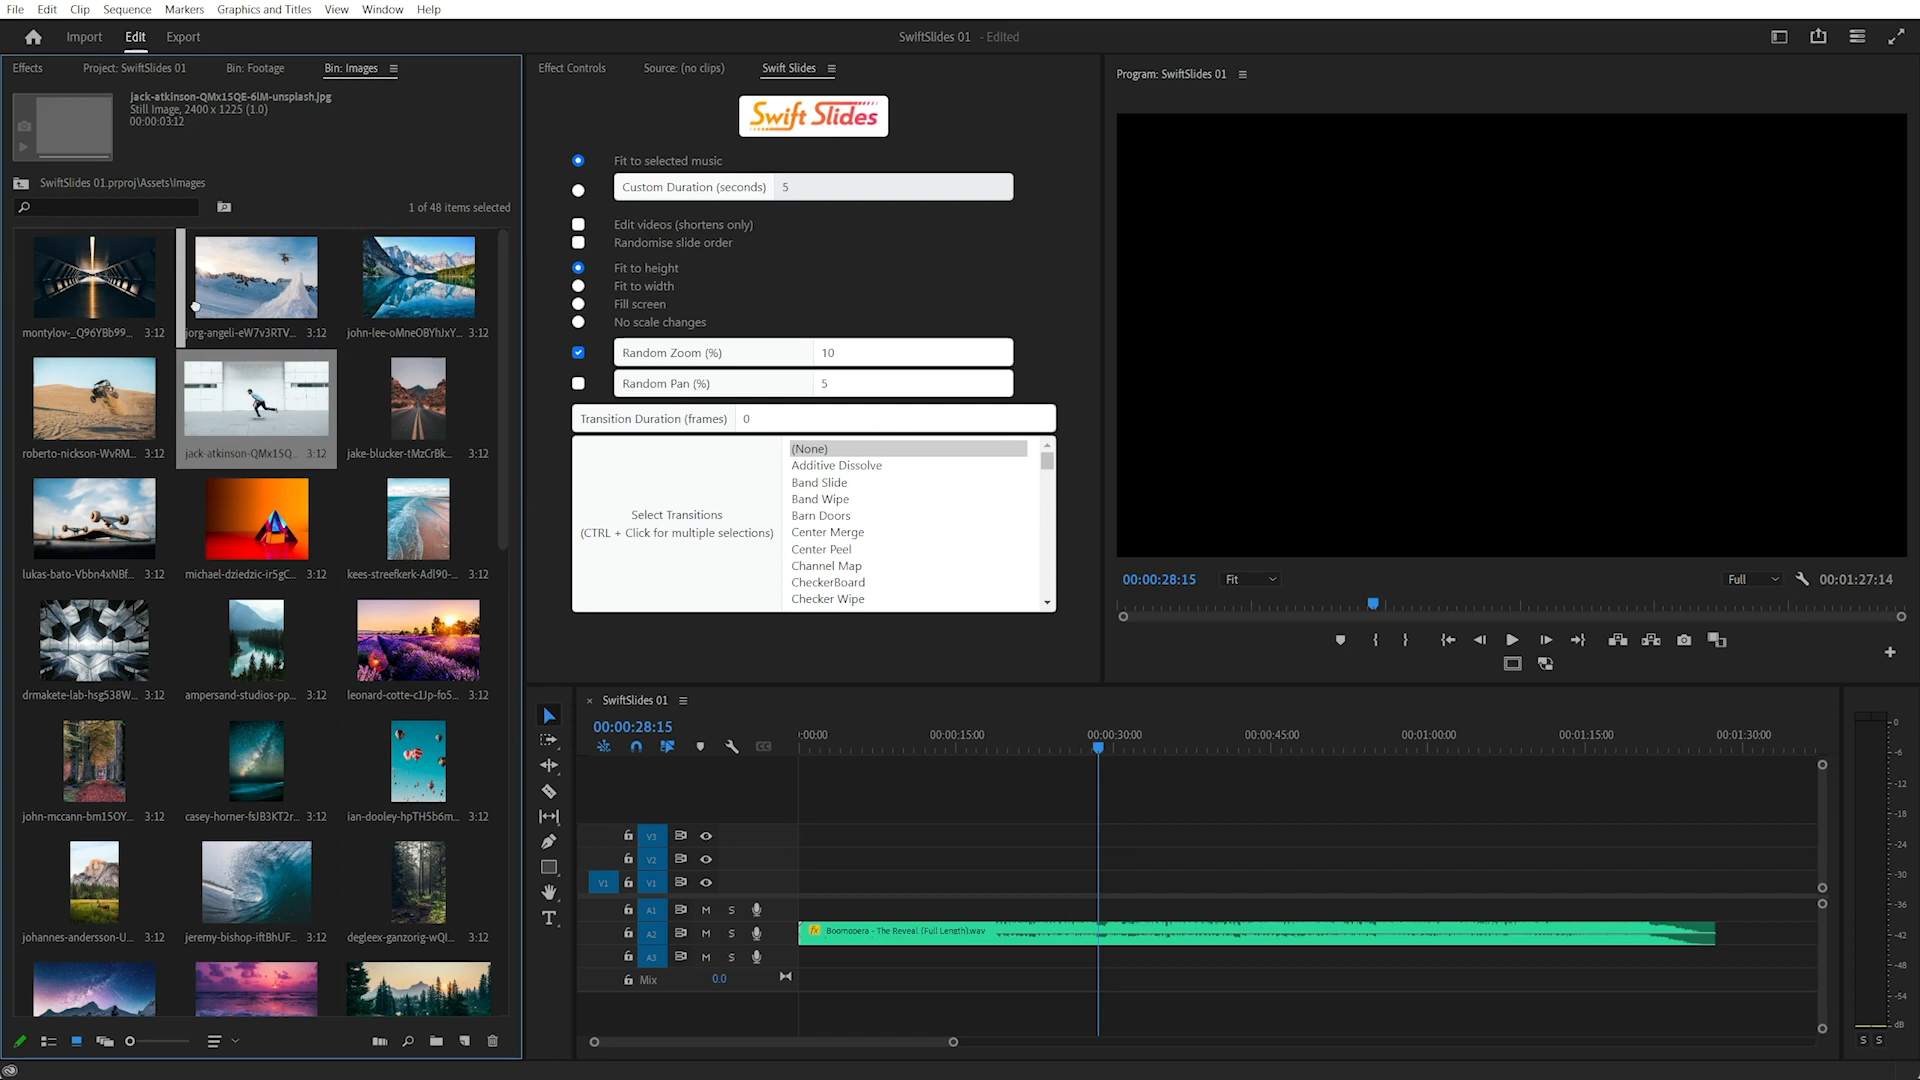 File Edit Clip Sequence Markers Graphics and Titles View Window Help
Import Edit Export SwiftSlides 01 - Edited
Effects Project: SwiftSlides 01 Bin: Footage Bin: Images
jack-atkinson-QMx15QE-6lM-unsplash.jpg
Still Image, 2400 x 1225 (1.0)
00:00:03:12
SwiftSlides 01.prproj\Assets\Images
1 of 48 items selected
montylov-_Q96YBb99... 3:12 jorg-angeli-eW7v3RTV... 3:12 john-lee-oMneOBYhJxY... 3:12
roberto-nickson-WvRM... 3:12 jack-atkinson-QMx15Q... 3:12 jake-blucker-tMzCrBk... 3:12
lukas-bato-Vbbn4xNBf... 3:12 michael-dziedzic-ir5gC... 3:12 kees-streefkerk-Adl90-... 3:12
drmakete-lab-hsg538W... 3:12 ampersand-studios-pp... 3:12 leonard-cotte-c1Jp-fo5... 3:12
john-mccann-bm15OY... 3:12 casey-horner-fsJB3KT2r... 3:12 ian-dooley-hpTH5b6m... 3:12
johannes-andersson-U... 3:12 jeremy-bishop-iftBhUF... 3:12 degleex-ganzorig-wQI... 3:12
Effect Controls Source: (no clips) Swift Slides
Swift Slides
Fit to selected music
Custom Duration (seconds) 5
Edit videos (shortens only)
Randomise slide order
Fit to height
Fit to width
Fill screen
No scale changes
Random Zoom (%) 10
Random Pan (%) 5
Transition Duration (frames) 0
Select Transitions
(CTRL + Click for multiple selections)
(None)
Additive Dissolve
Band Slide
Band Wipe
Barn Doors
Center Merge
Center Peel
Channel Map
CheckerBoard
Checker Wipe
Program: SwiftSlides 01
00:00:28:15 Fit Full 00:01:27:14
× SwiftSlides 01
00:00:28:15
:00:00 00:00:15:00 00:00:30:00 00:00:45:00 00:01:00:00 00:01:15:00 00:01:30:00
V3
V2
V1 V1
A1 M S
A2 M S
fx Boomopera - The Reveal (Full Length).wav
A3 M S
Mix 0.0
0
-6
-12
-18
-24
-30
-36
-42
-48
-54
dB
S S